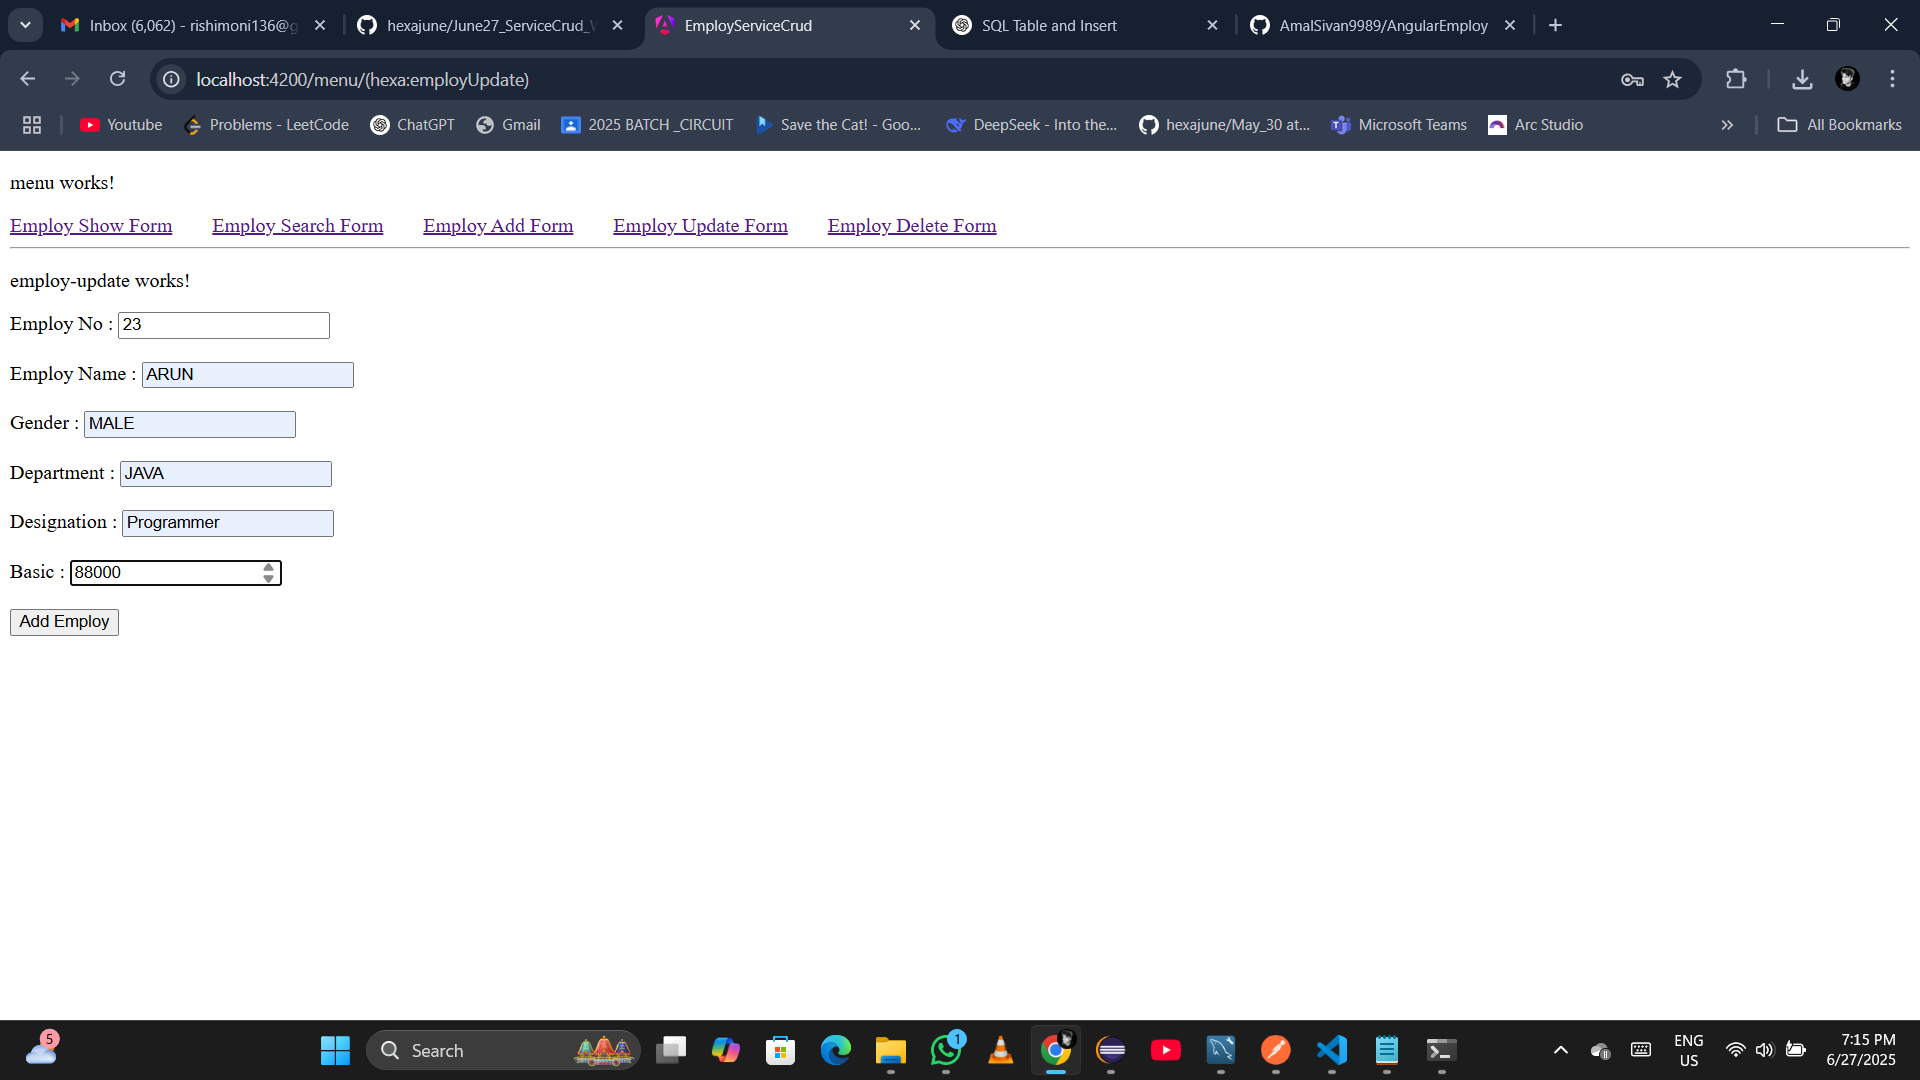 Inbox (6,062) - rishimoni136@g
hexajune/June27_ServiceCrud_
EmployServiceCrud
SQL Table and Insert
AmalSivan9989/AngularEmploy
localhost:4200/menu/(hexa:employUpdate)
Youtube
Problems - LeetCode
ChatGPT
Gmail
2025 BATCH _CIRCUIT
Save the Cat! - Goo...
DeepSeek - Into the...
hexajune/May_30 at...
Microsoft Teams
Arc Studio
All Bookmarks
menu works!
Employ Show Form Employ Search Form Employ Add Form Employ Update Form Employ Delete Form
employ-update works!
Employ No : 23
Employ Name : ARUN
Gender : MALE
Department : JAVA
Designation : Programmer
Basic : 88000
Add Employ
5
Search
1
ENG
US
7:15 PM
6/27/2025